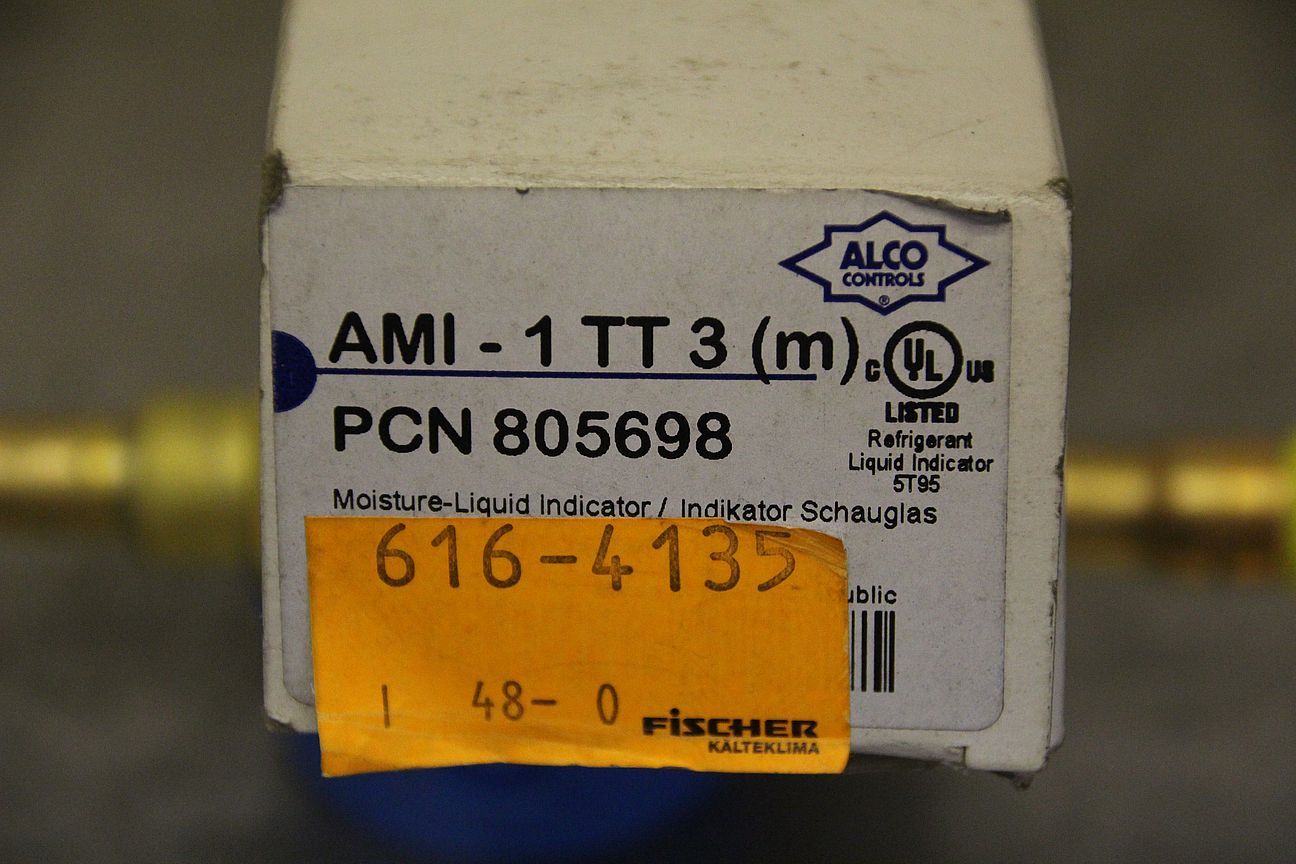 ALCO
CONTROLS
®
AMI - 1 TT 3 (m)
C UL US
LISTED
PCN 805698
Refrigerant
Liquid Indicator
5T95
Moisture-Liquid Indicator / Indikator Schauglas
616-4135
1 48- 0
FiSCHER
KÄLTEKLIMA